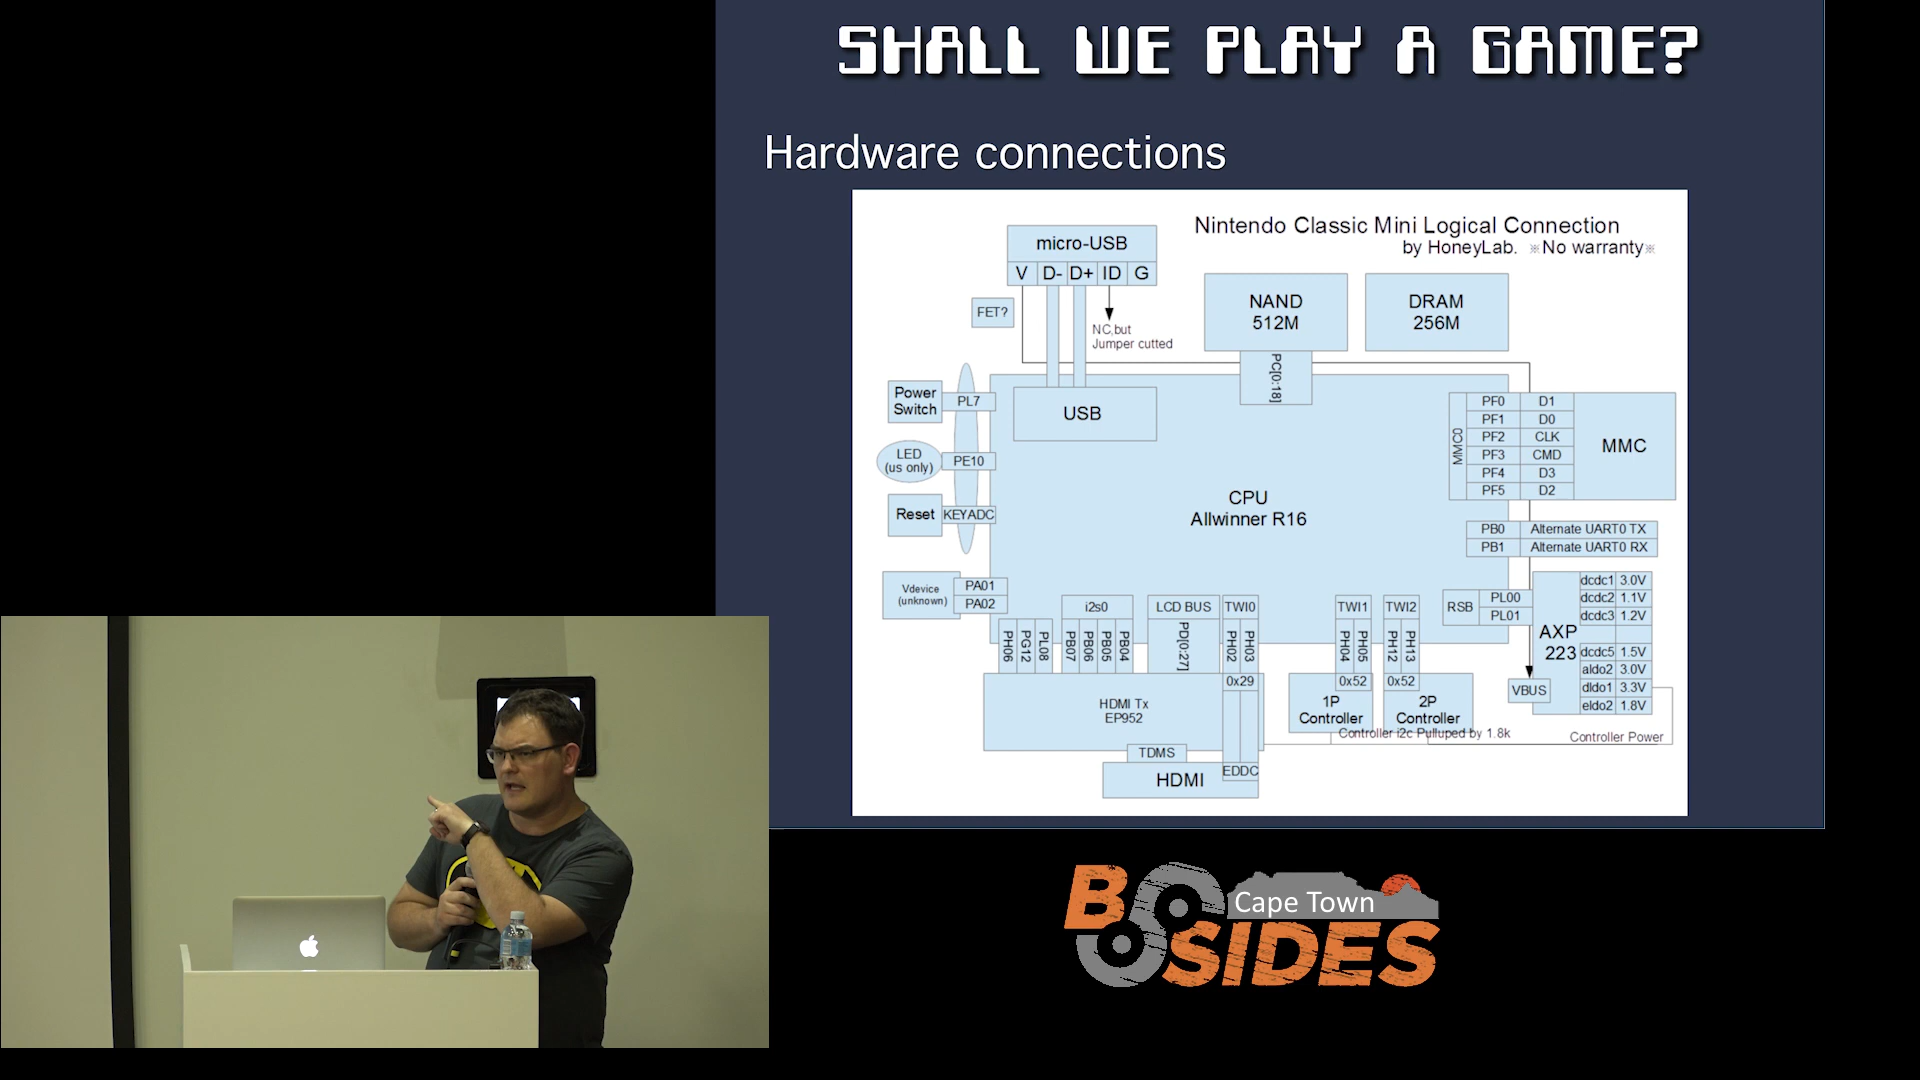 SHALL WE PLAY A GAME?
Hardware connections
Nintendo Classic Mini Logical Connection
by HoneyLab. ※No warranty※
micro-USB
V D- D+ ID G
FET?
NC,but
Jumper cutted
NAND
512M
DRAM
256M
PC[0:18]
Power
Switch
PL7
USB
LED
(us only)
PE10
Reset
KEYADC
CPU
Allwinner R16
MMC0
PF0 D1
PF1 D0
PF2 CLK
PF3 CMD
PF4 D3
PF5 D2
MMC
PB0 Alternate UART0 TX
PB1 Alternate UART0 RX
Vdevice
(unknown)
PA01
PA02
RSB
PL00
PL01
AXP
223
dcdc1 3.0V
dcdc2 1.1V
dcdc3 1.2V
dcdc5 1.5V
aldo2 3.0V
dldo1 3.3V
eldo2 1.8V
VBUS
i2s0
LCD BUS
TWI0
TWI1
TWI2
PH06
PG12
PL08
PB07
PB06
PB05
PB04
PD[0:27]
PH02
PH03
PH04
PH05
PH12
PH13
0x29
0x52
0x52
HDMI Tx
EP952
1P
Controller
2P
Controller
Controller i2c Pulluped by 1.8k
Controller Power
TDMS
HDMI
EDDC
B
Cape Town
SIDES